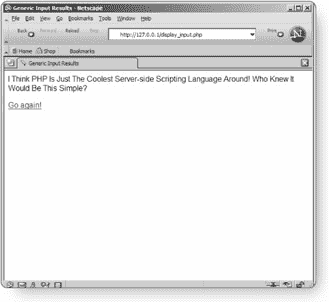 Generic Input Results - Netscape
File Edit View Go Bookmarks Tools Window Help
Back Reload Stop http://127.0.0.1/display_input.php Print N
Home Shop Bookmarks
Generic Input Results
I Think PHP Is Just The Coolest Server-side Scripting Language Around! Who Knew It
Would Be This Simple?
Go again!